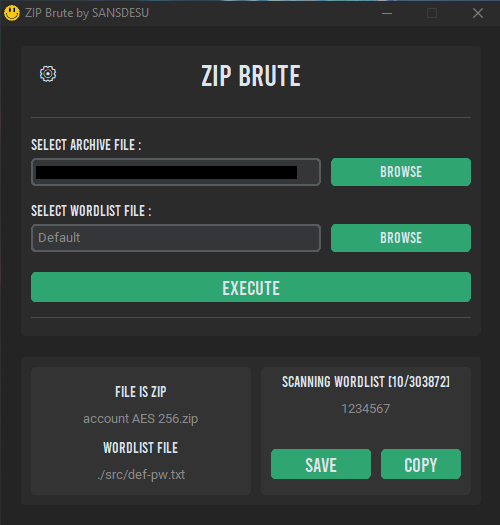 ZIP Brute by SANSDESU
ZIP BRUTE
SELECT ARCHIVE FILE :
BROWSE
SELECT WORDLIST FILE :
Default
BROWSE
EXECUTE
FILE IS ZIP
account AES 256.zip
WORDLIST FILE
./src/def-pw.txt
SCANNING WORDLIST [10/303872]
1234567
SAVE
COPY